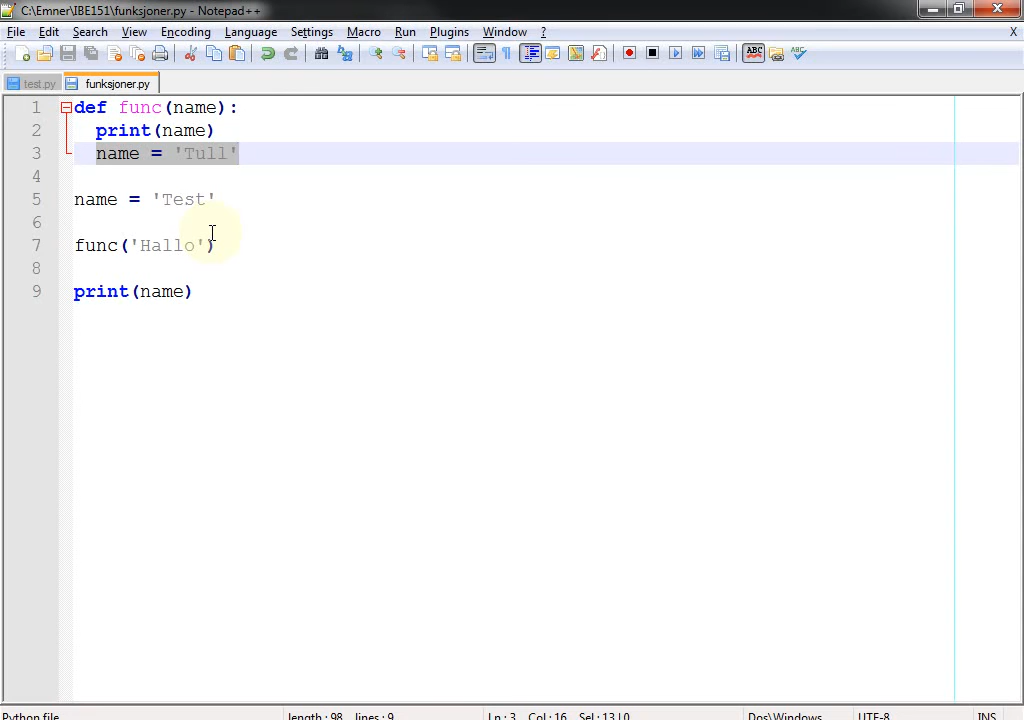 C:\Emner\IBE151\funksjoner.py - Notepad++
X
File Edit Search View Encoding Language Settings Macro Run Plugins Window ? X
ABC ABC
test.py funksjoner.py
1 def func(name):
2 print(name)
3 name = 'Tull'
4
5 name = 'Test'
6
7 func('Hallo')
8
9 print(name)
Python file length : 98 lines : 9 Ln : 3 Col : 16 Sel : 13 | 0 Dos\Windows UTF-8 INS